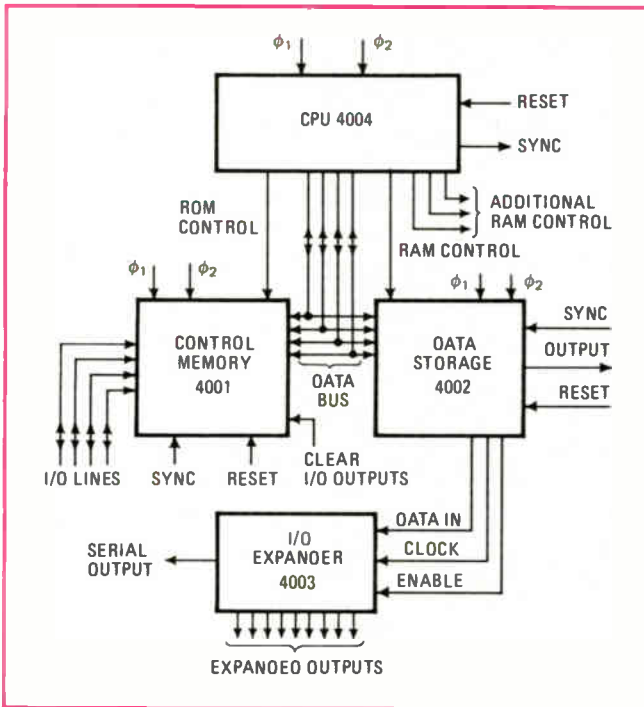 ϕ1 ϕ2
CPU 4004
RESET
SYNC
ROM
CONTROL
ADDITIONAL
RAM CONTROL
RAM CONTROL
ϕ1 ϕ2
ϕ1 ϕ2
CONTROL
MEMORY
4001
OATA
STORAGE
4002
SYNC
OUTPUT
RESET
OATA
BUS
I/O LINES
SYNC
RESET
CLEAR
I/O OUTPUTS
I/O
EXPANOER
4003
OATA IN
CLOCK
ENABLE
SERIAL
OUTPUT
EXPANOEO OUTPUTS